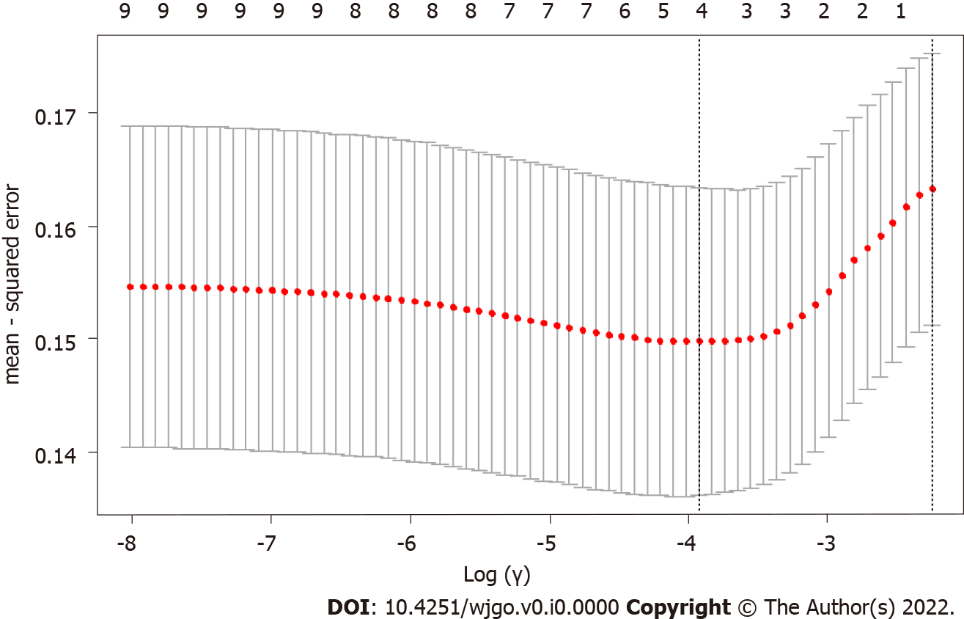 9 9 9 9 9 9 8 8 8 8 7 7 7 6 5 4 3 3 2 2 1
0.17
0.16
0.15
0.14
mean - squared error
-8 -7 -6 -5 -4 -3
Log (γ)
DOI: 10.4251/wjgo.v0.i0.0000 Copyright © The Author(s) 2022.